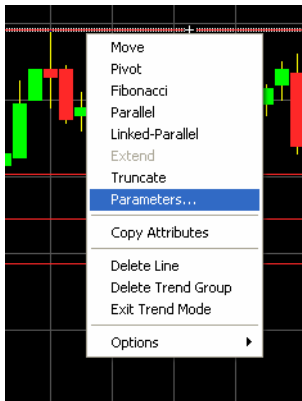 Move
Pivot
Fibonacci
Parallel
Linked-Parallel
Extend
Truncate
Parameters...
Copy Attributes
Delete Line
Delete Trend Group
Exit Trend Mode
Options